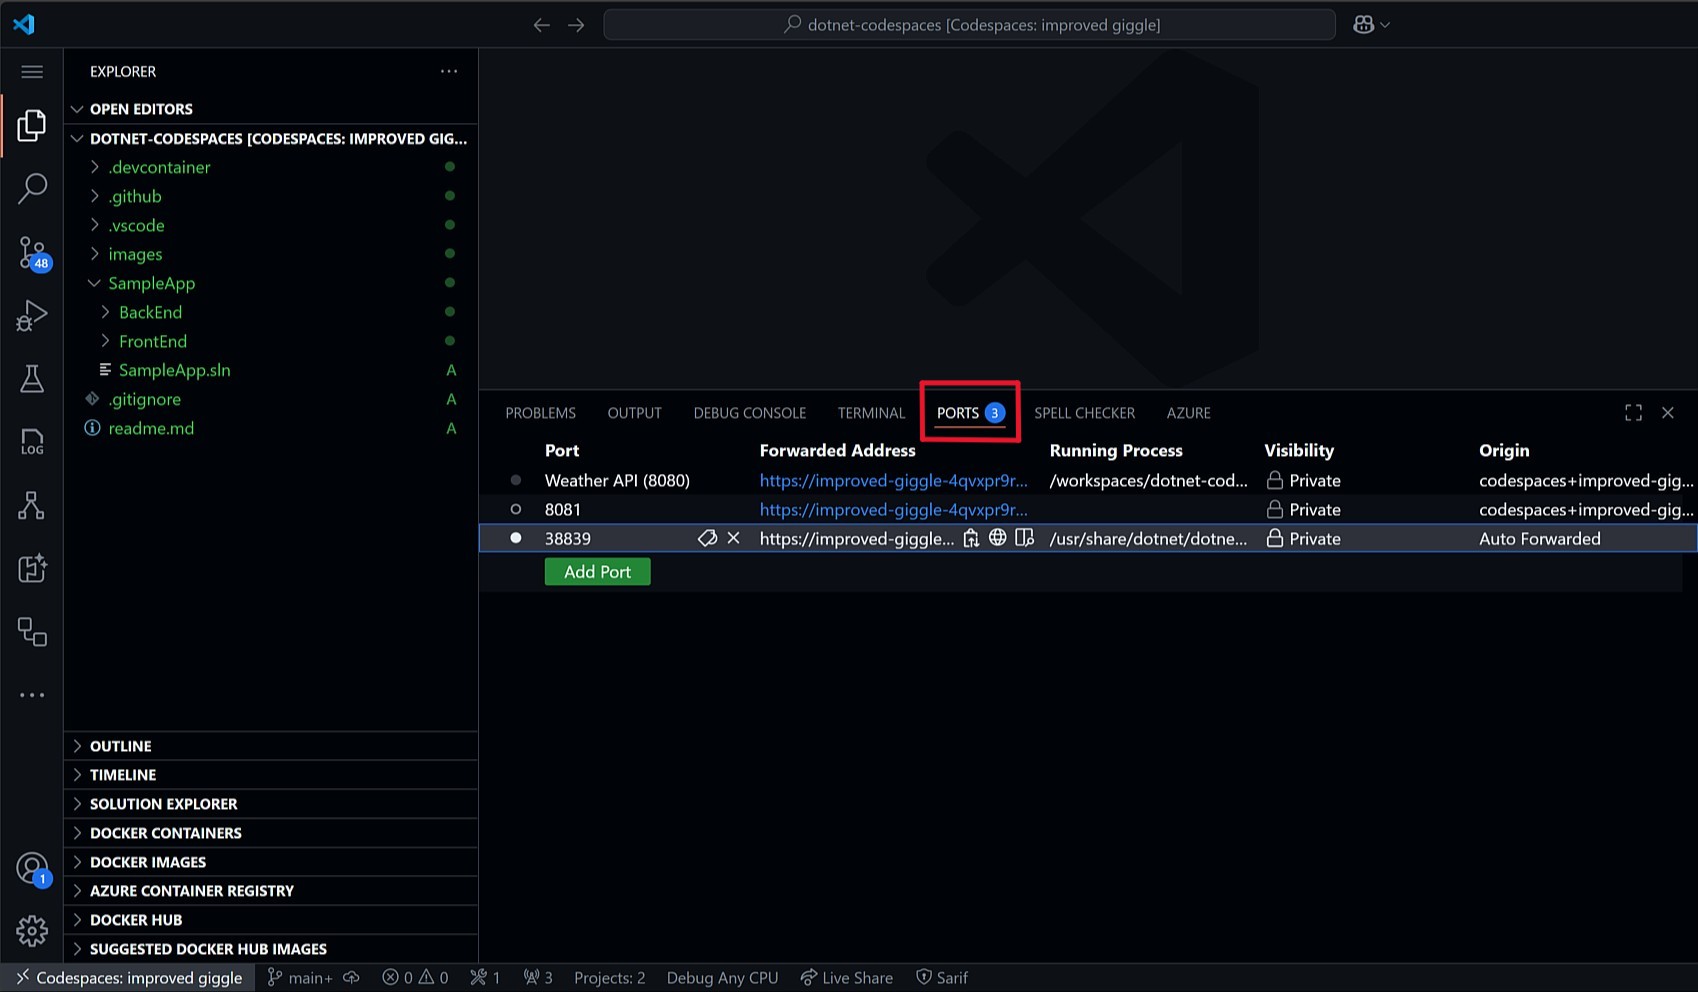 dotnet-codespaces [Codespaces: improved giggle]
EXPLORER
OPEN EDITORS
DOTNET-CODESPACES [CODESPACES: IMPROVED GIG...
.devcontainer
.github
.vscode
images
SampleApp
BackEnd
FrontEnd
SampleApp.sln A
.gitignore A
readme.md A
OUTLINE
TIMELINE
SOLUTION EXPLORER
DOCKER CONTAINERS
DOCKER IMAGES
AZURE CONTAINER REGISTRY
DOCKER HUB
SUGGESTED DOCKER HUB IMAGES
48
LOG
1
PROBLEMS OUTPUT DEBUG CONSOLE TERMINAL PORTS 3 SPELL CHECKER AZURE
Port Forwarded Address Running Process Visibility Origin
Weather API (8080) https://improved-giggle-4qvxpr9r... /workspaces/dotnet-cod... Private codespaces+improved-gig...
8081 https://improved-giggle-4qvxpr9r... Private codespaces+improved-gig...
38839 https://improved-giggle... /usr/share/dotnet/dotne... Private Auto Forwarded
Add Port
Codespaces: improved giggle main+ 0 0 1 3 Projects: 2 Debug Any CPU Live Share Sarif